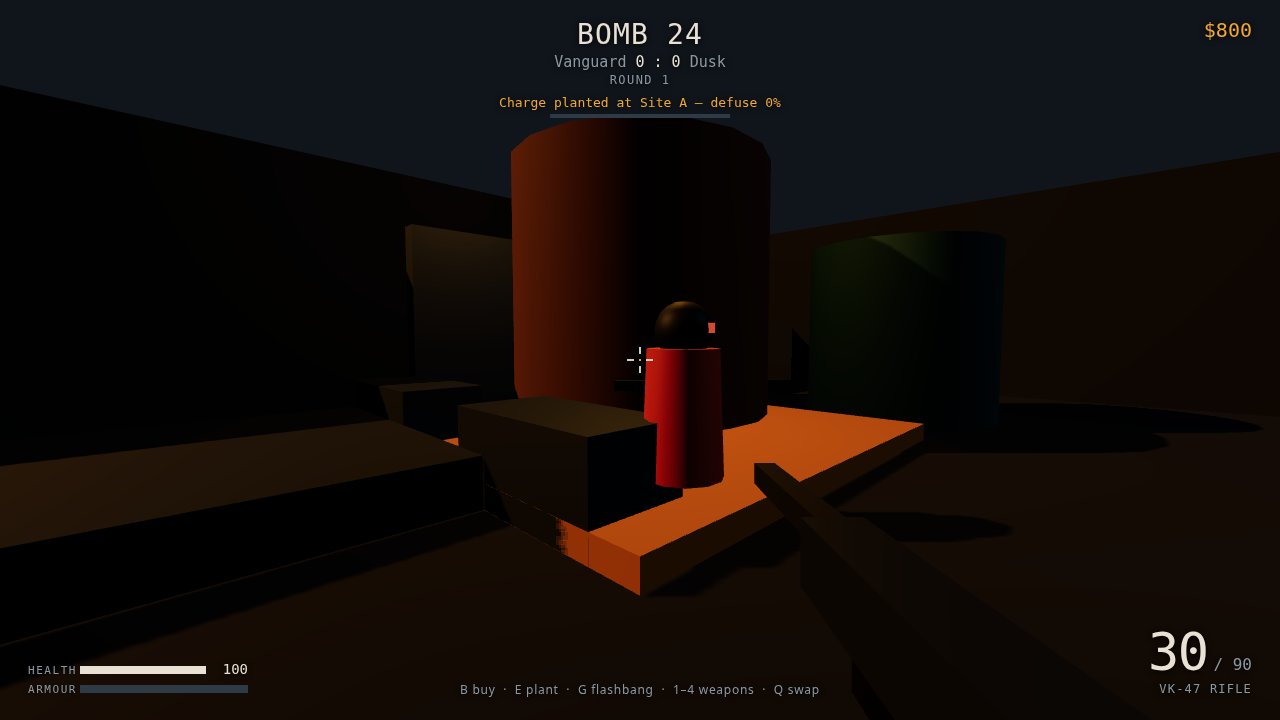 BOMB 24
$800
Vanguard 0 : 0 Dusk
ROUND 1
Charge planted at Site A — defuse 0%
HEALTH 100
ARMOUR
B buy · E plant · G flashbang · 1–4 weapons · Q swap
30 / 90
VK-47 RIFLE